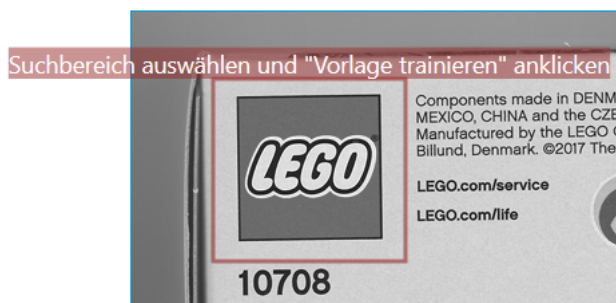 Suchbereich auswählen und "Vorlage trainieren" anklicken
Components made in DENM
MEXICO, CHINA and the CZE
Manufactured by the LEGO
Billund, Denmark. ©2017 The
LEGO
LEGO.com/service
LEGO.com/life
10708